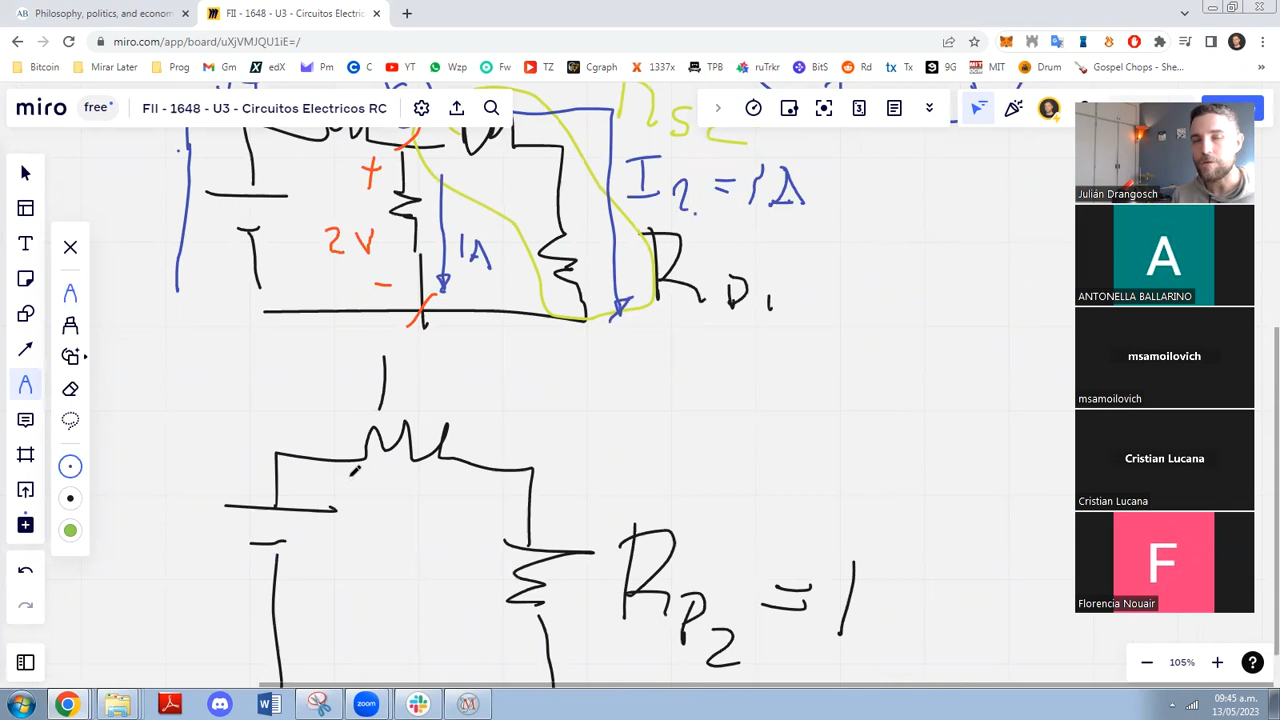 Philosophy, politics, and econom
FII - 1648 - U3 - Circuitos Electric
miro.com/app/board/uXjVMJQU1iE=/
Bitcoin Mirar Later Prog Gm edX Pm C YT Wzp Fw TZ Cgraph 1337x TPB BitS ruTrkr Rd Tx 9G MIT Drum Gospel Chops - She...
miro free FII - 1648 - U3 - Circuitos Electricos RC
+
2V
-
1A
I2 = 1A
RP1
1
RP2 = 1
Julián Drangosch
A
ANTONELLA BALLARINO
msamoilovich
msamoilovich
Cristian Lucana
Cristian Lucana
F
Florencia Nouair
105%
09:45 a.m.
13/05/2023